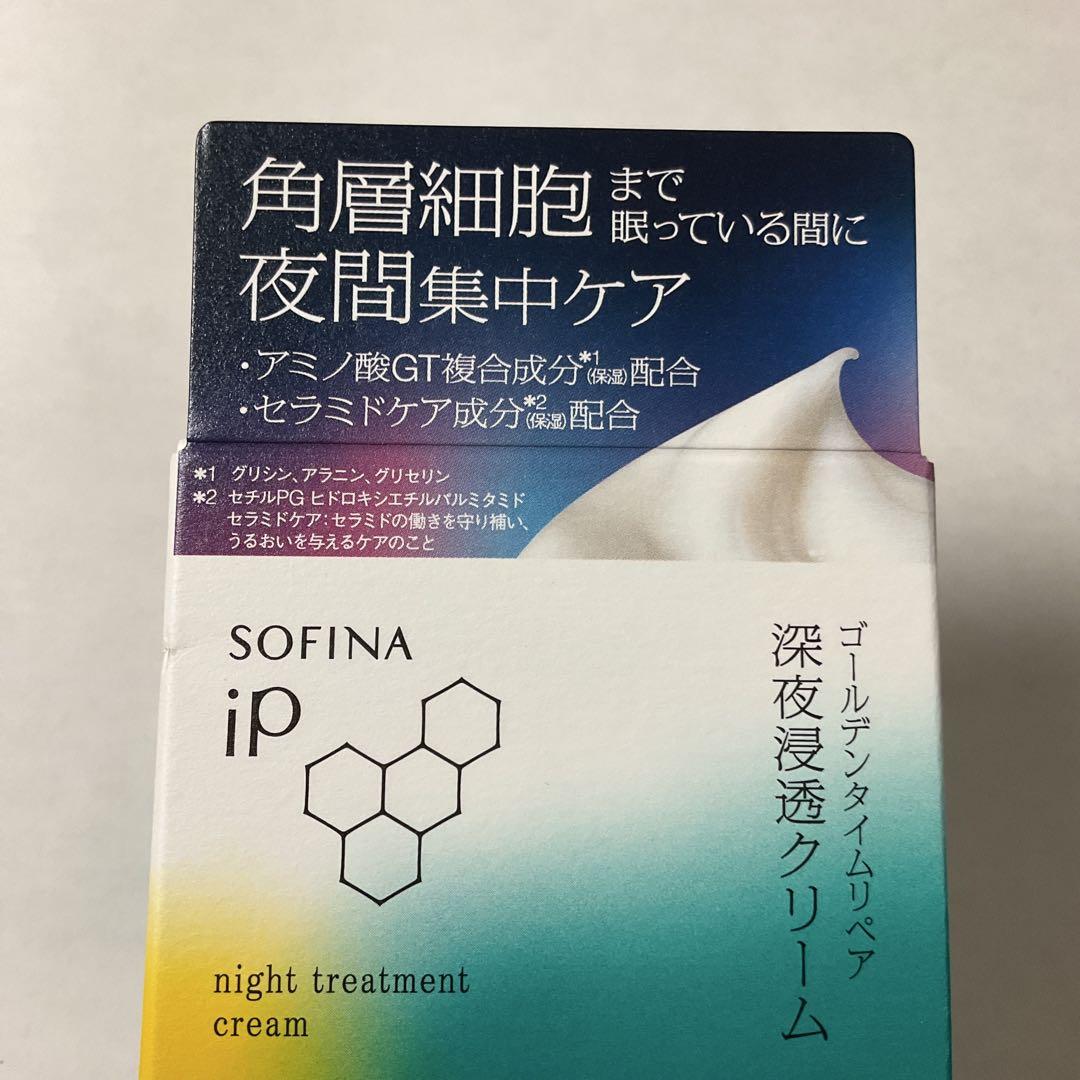 角層細胞まで
眠っている間に
夜間集中ケア
・アミノ酸GT複合成分*1(保湿)配合
・セラミドケア成分*2(保湿)配合
*1 グリシン、アラニン、グリセリン
*2 セチルPG ヒドロキシエチルパルミタミド
セラミドケア：セラミドの働きを守り補い、
うるおいを与えるケアのこと
SOFINA
iP
ゴールデンタイムリペア
深夜浸透クリーム
night treatment
cream